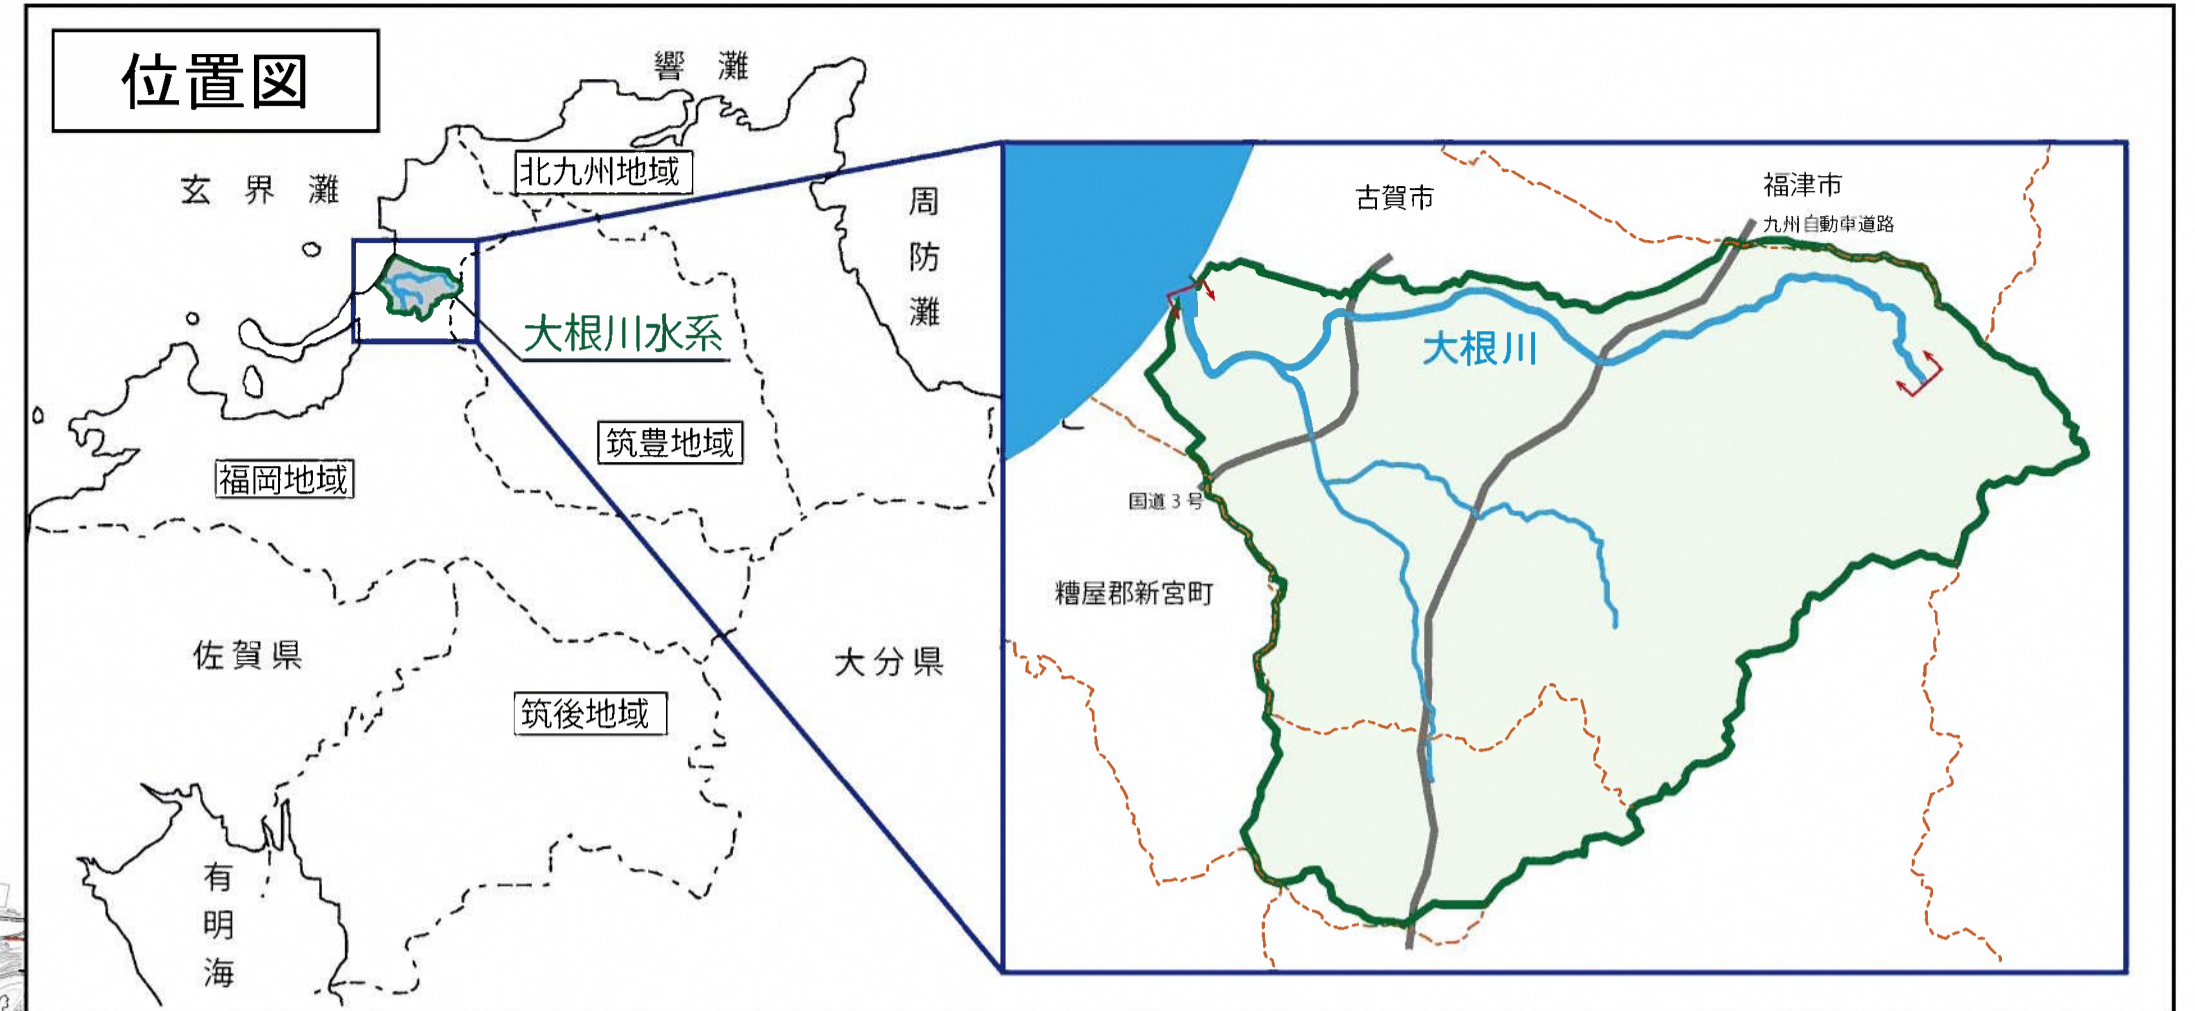 位置図
響灘
玄界灘
北九州地域
周防灘
大根川水系
筑豊地域
福岡地域
佐賀県
大分県
筑後地域
有明海
古賀市
福津市
九州自動車道路
大根川
国道3号
糟屋郡新宮町